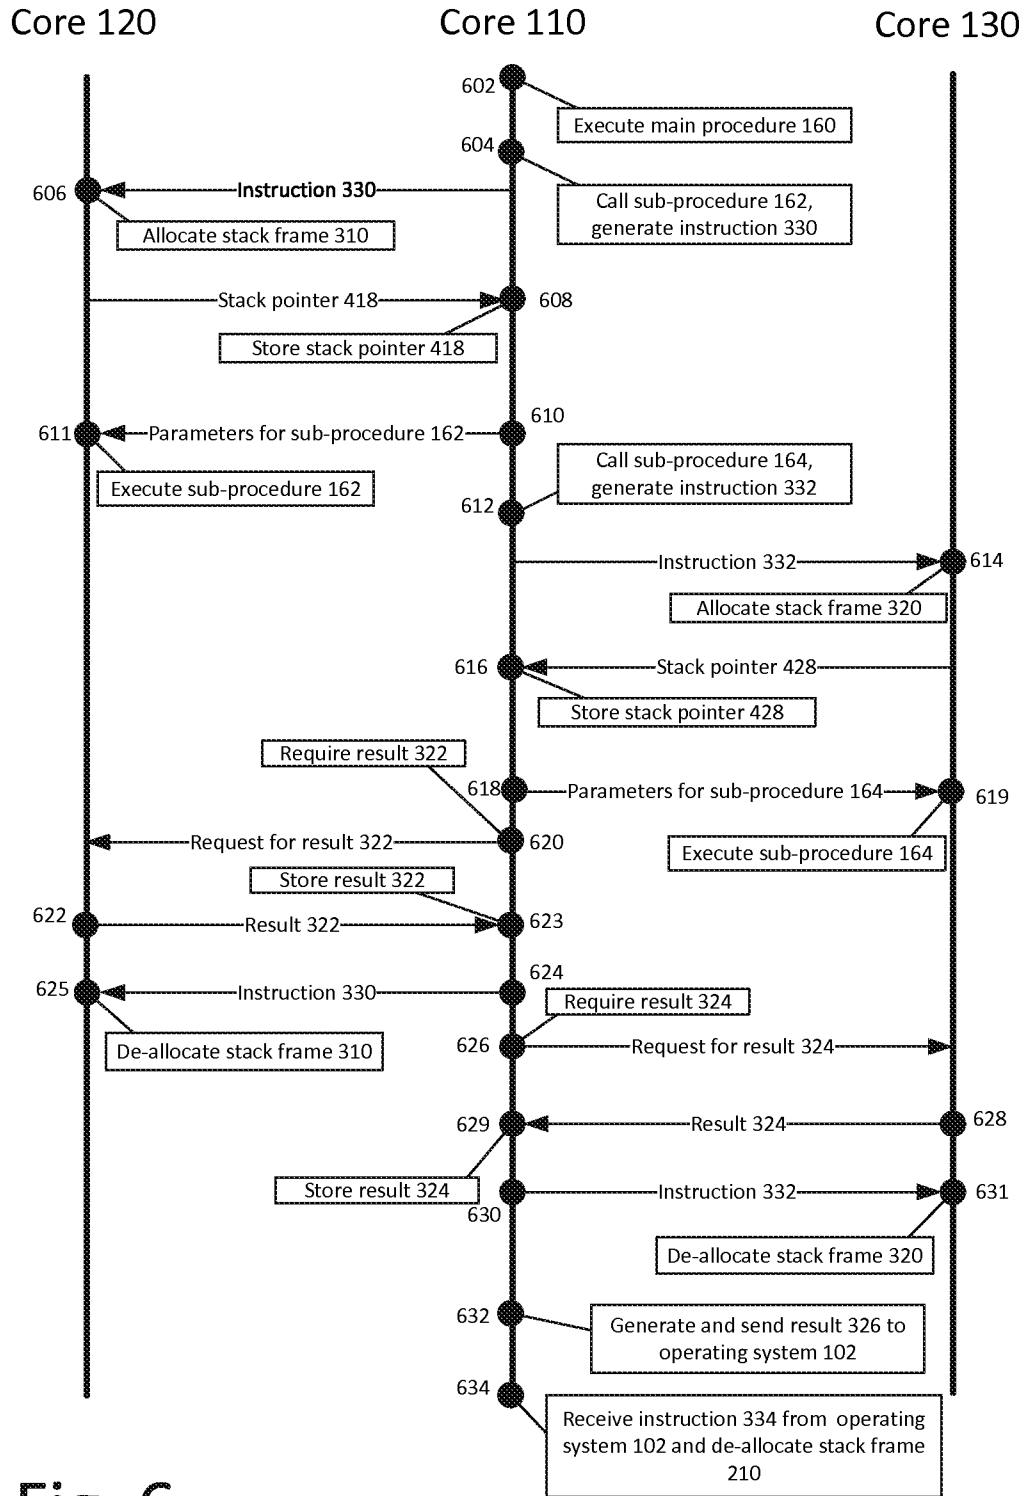 Core 120
Core 110
Core 130
602
Execute main procedure 160
604
606
Instruction 330
Call sub-procedure 162,
generate instruction 330
Allocate stack frame 310
Stack pointer 418
608
Store stack pointer 418
610
611
Parameters for sub-procedure 162
Call sub-procedure 164,
generate instruction 332
Execute sub-procedure 162
612
Instruction 332
614
Allocate stack frame 320
616
Stack pointer 428
Store stack pointer 428
Require result 322
618
Parameters for sub-procedure 164
619
Request for result 322
620
Execute sub-procedure 164
Store result 322
622
Result 322
623
624
625
Instruction 330
Require result 324
De-allocate stack frame 310
626
Request for result 324
629
Result 324
628
Store result 324
Instruction 332
631
630
De-allocate stack frame 320
632
Generate and send result 326 to
operating system 102
634
Receive instruction 334 from operating
system 102 and de-allocate stack frame
210
Fig. 6